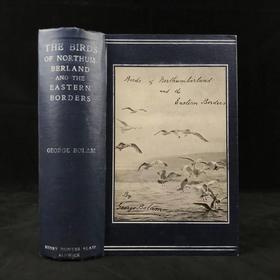 THE BIRDS
OF NORTHUM
BERLAND
AND THE
EASTERN
BORDERS
GEORGE BOLAM
HENRY HUNTER BLAIR
ALNWICK
Birds of Northumberland
and the
Eastern Borders
By
George Bolam